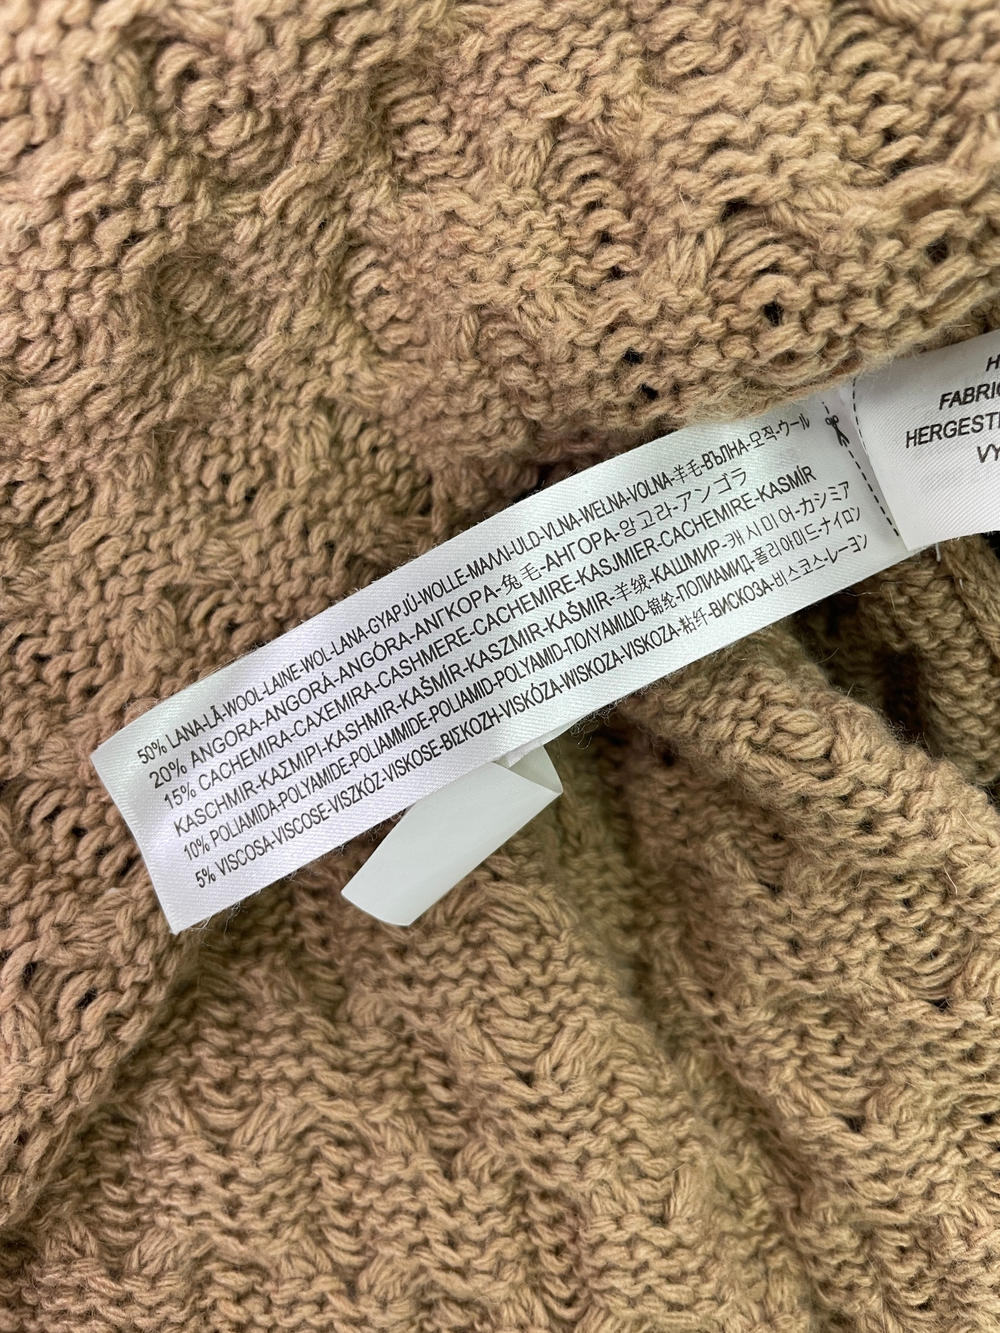 50% LANA-LÃ-WOOL-LAINE-WOL-LANA-GYAPJÚ-WOLLE-ΜΑΛΛΙ-ULD-VLNA-WEŁNA-VOLNA-羊毛-ВЪЛНА-모직-ウール
20% ANGORA-ANGORÁ-ANGÓRA-ΑΝΓΚΟΡΑ-兔毛-АНГОРА-앙고라-アンゴラ
15% CACHEMIRA-CAXEMIRA-CASHMERE-CACHEMIRE-KASJMIER-CACHEMIRE-KASMÍR
KASCHMIR-ΚΑΣΜΙΡΙ-KASHMIR-KAŠMÍR-KASZMIR-KAŠMIR-羊绒-КАШМИР-캐시미어-カシミア
10% POLIAMIDA-POLYAMIDE-POLIAMMIDE-POLIAMID-POLYAMID-ΠΟΛΥΑΜΙΔΙΟ-锦纶-ПОЛИАМИД-폴리아미드-ナイロン
5% VISCOSA-VISCOSE-VISZKÓZ-VISKOSE-ΒΙΣΚΟΖΗ-VISKÓZA-WISKOZA-VISKOZA-粘纤-ВИСКОЗА-비스코스-レーヨン
H
FABRIC
HERGESTE
VY